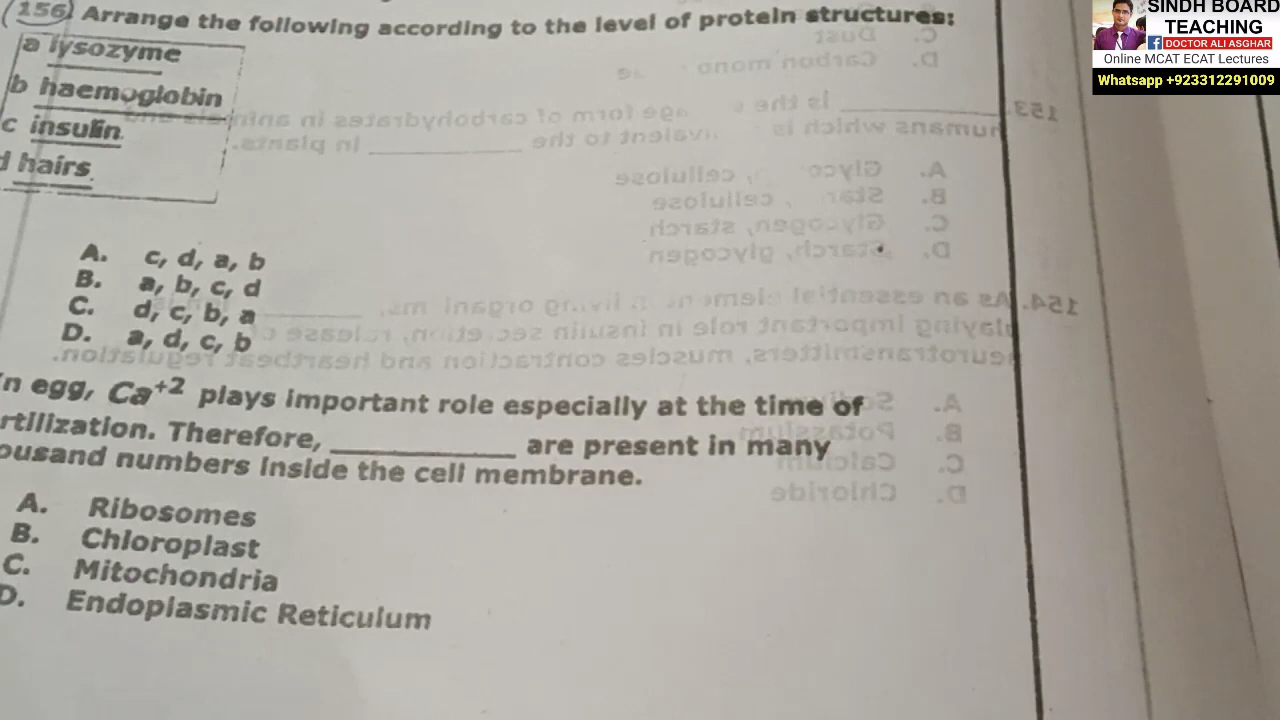 (156) Arrange the following according to the level of protein structures:
a lysozyme
b haemoglobin
c insulin
d hairs.
A. c, d, a, b
B. a, b, c, d
C. d, c, b, a
D. a, d, c, b
In egg, Ca+2 plays important role especially at the time of
rtilization. Therefore, __________ are present in many
ousand numbers inside the cell membrane.
A. Ribosomes
B. Chloroplast
C. Mitochondria
D. Endoplasmic Reticulum
SINDH BOARD
TEACHING
DOCTOR ALI ASGHAR
Online MCAT ECAT Lectures
Whatsapp +923312291009